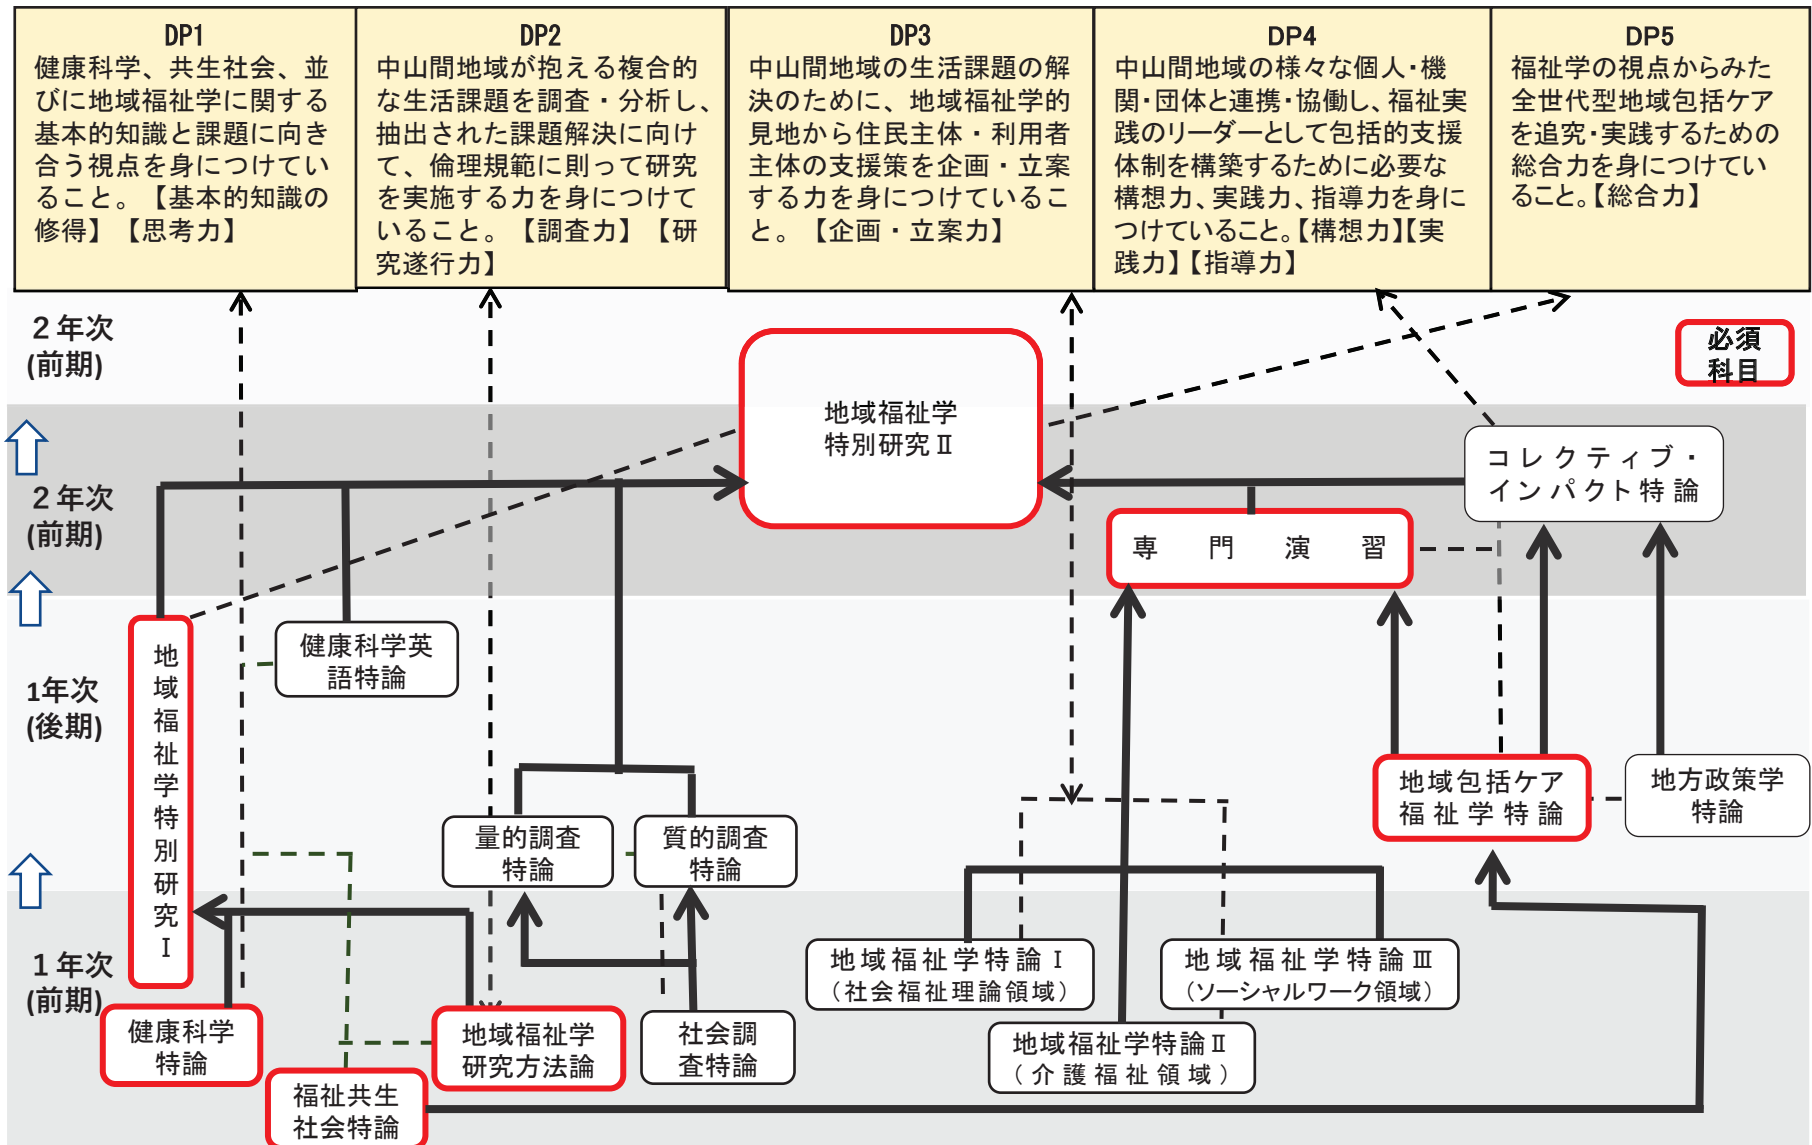 DP1
健康科学、共生社会、並
びに地域福祉学に関する
基本的知識と課題に向き
合う視点を身につけてい
ること。【基本的知識の
修得】【思考力】
DP2
中山間地域が抱える複合的
な生活課題を調査・分析し、
抽出された課題解決に向け
て、倫理規範に則って研究
を実施する力を身につけて
いること。【調査力】【研
究遂行力】
DP3
中山間地域の生活課題の解
決のために、地域福祉学的
見地から住民主体・利用者
主体の支援策を企画・立案
する力を身につけているこ
と。【企画・立案力】
DP4
中山間地域の様々な個人・機
関・団体と連携・協働し、福祉実
践のリーダーとして包括的支援
体制を構築するために必要な
構想力、実践力、指導力を身に
つけていること。【構想力】【実
践力】【指導力】
DP5
福祉学の視点からみた
全世代型地域包括ケア
を追究・実践するための
総合力を身につけてい
ること。【総合力】
2年次
(前期)
必須
科目
地域福祉学
特別研究Ⅱ
コレクティブ・
インパクト特論
2年次
(前期)
専門演習
1年次
(後期)
地域福祉学特別研究Ⅰ
健康科学英
語特論
地域包括ケア
福祉学特論
地方政策学
特論
量的調査
特論
質的調査
特論
1年次
(前期)
地域福祉学特論Ⅰ
(社会福祉理論領域)
地域福祉学特論Ⅲ
(ソーシャルワーク領域)
健康科学
特論
地域福祉学
研究方法論
社会調
査特論
地域福祉学特論Ⅱ
(介護福祉領域)
福祉共生
社会特論